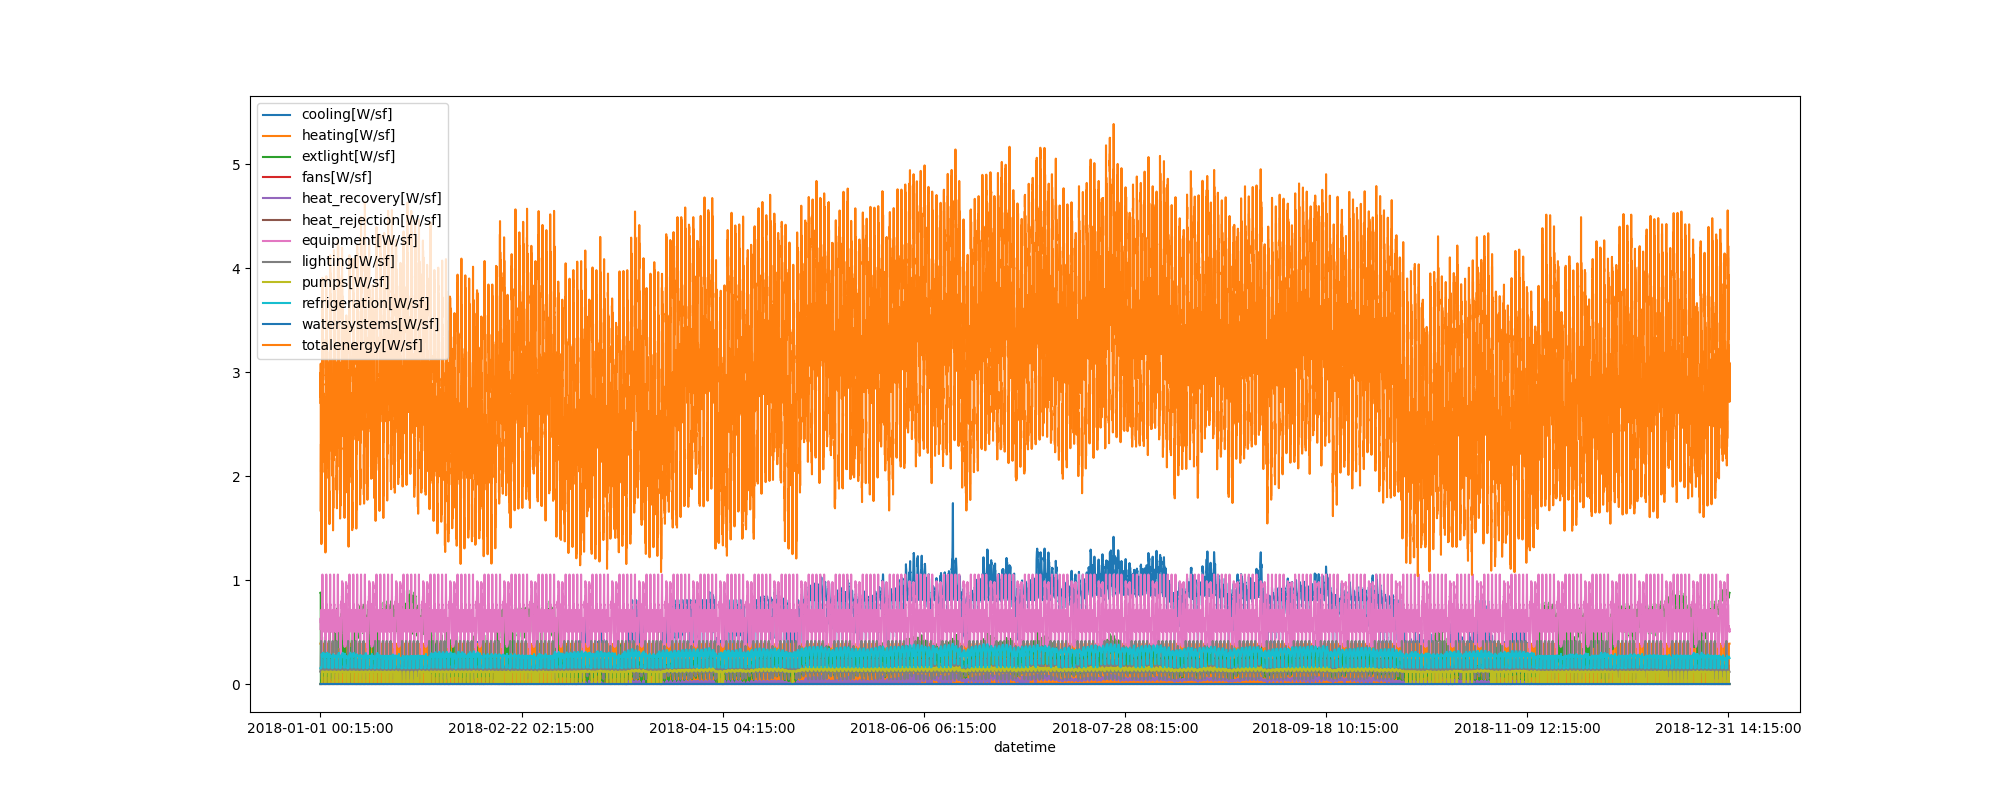 cooling[W/sf]
heating[W/sf]
extlight[W/sf]
fans[W/sf]
heat_recovery[W/sf]
heat_rejection[W/sf]
equipment[W/sf]
lighting[W/sf]
pumps[W/sf]
refrigeration[W/sf]
watersystems[W/sf]
totalenergy[W/sf]
5
4
3
2
1
0
2018-01-01 00:15:00 2018-02-22 02:15:00 2018-04-15 04:15:00 2018-06-06 06:15:00 2018-07-28 08:15:00 2018-09-18 10:15:00 2018-11-09 12:15:00 2018-12-31 14:15:00
datetime